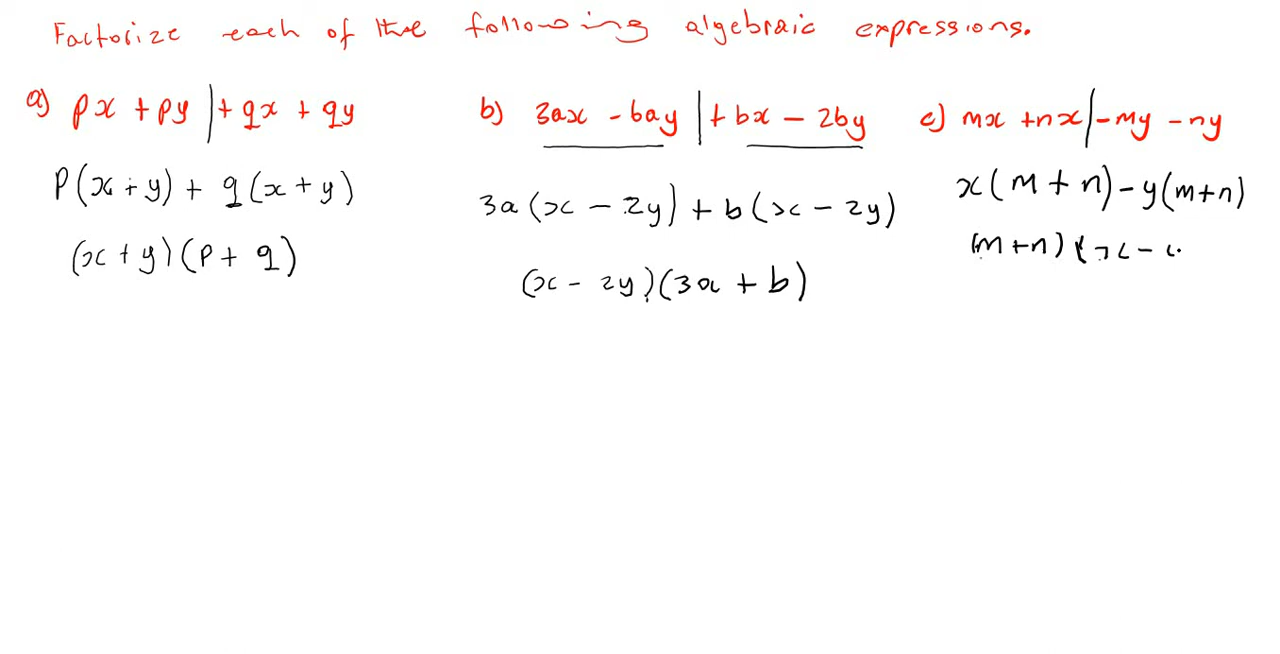 Factorize each of the following algebraic expressions.
a) px + py | + qx + qy
p(x + y) + q(x + y)
(x + y)(p + q)
b) 3ax - 6ay | + bx - 2by
3a(x - 2y) + b(x - 2y)
(x - 2y)(3a + b)
c) mx + nx | - my - ny
x(m + n) - y(m + n)
(m + n)(x -